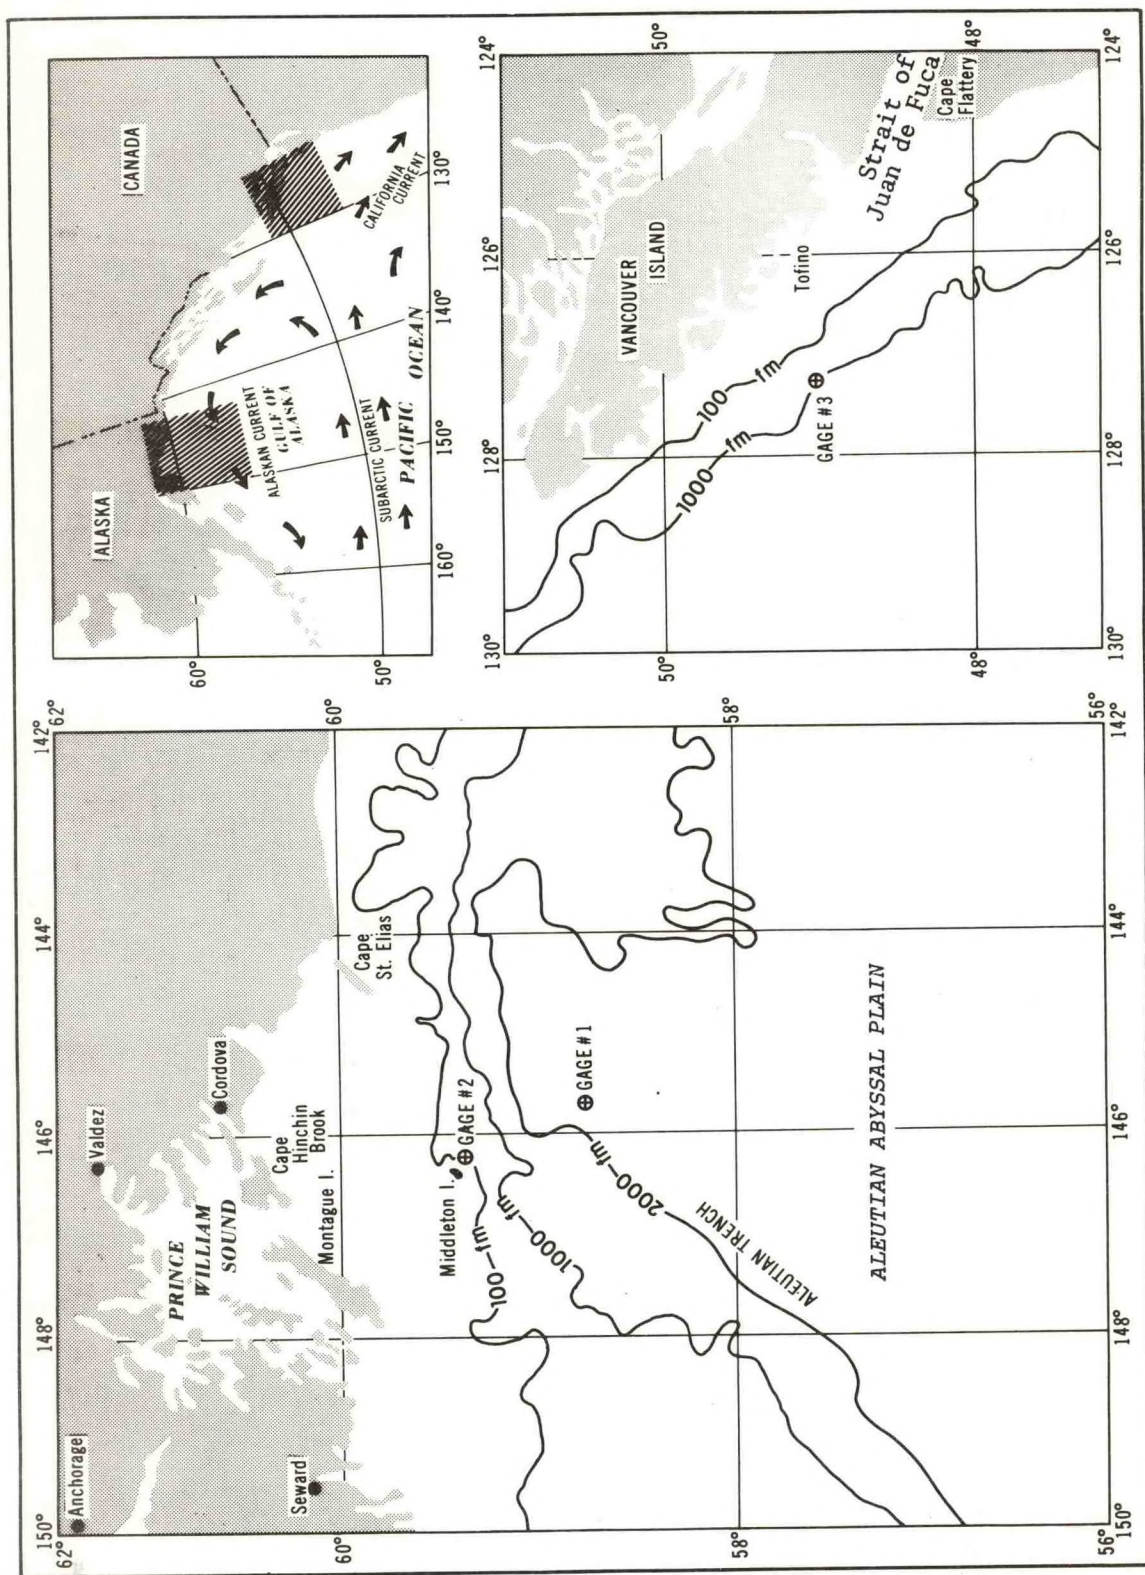 150°
148°
146°
144°
142°
62°
62°
Anchorage
Valdez
PRINCE
WILLIAM
SOUND
Cordova
Seward
Cape
Hinchin
Brook
Montague I.
60°
60°
Cape
St. Elias
Middleton I.
GAGE #2
100 fm
1000 fm
GAGE #1
2000 fm
ALEUTIAN TRENCH
58°
58°
ALEUTIAN ABYSSAL PLAIN
56°
56°
150°
148°
146°
144°
142°
ALASKA
CANADA
60°
ALASKAN CURRENT
GULF OF
ALASKA
SUBARCTIC CURRENT
CALIFORNIA
CURRENT
50°
PACIFIC OCEAN
160°
150°
140°
130°
130°
128°
126°
124°
50°
50°
VANCOUVER
ISLAND
Tofino
Strait of
Juan de Fuca
100 fm
1000 fm
GAGE #3
Cape
Flattery
48°
48°
130°
128°
126°
124°